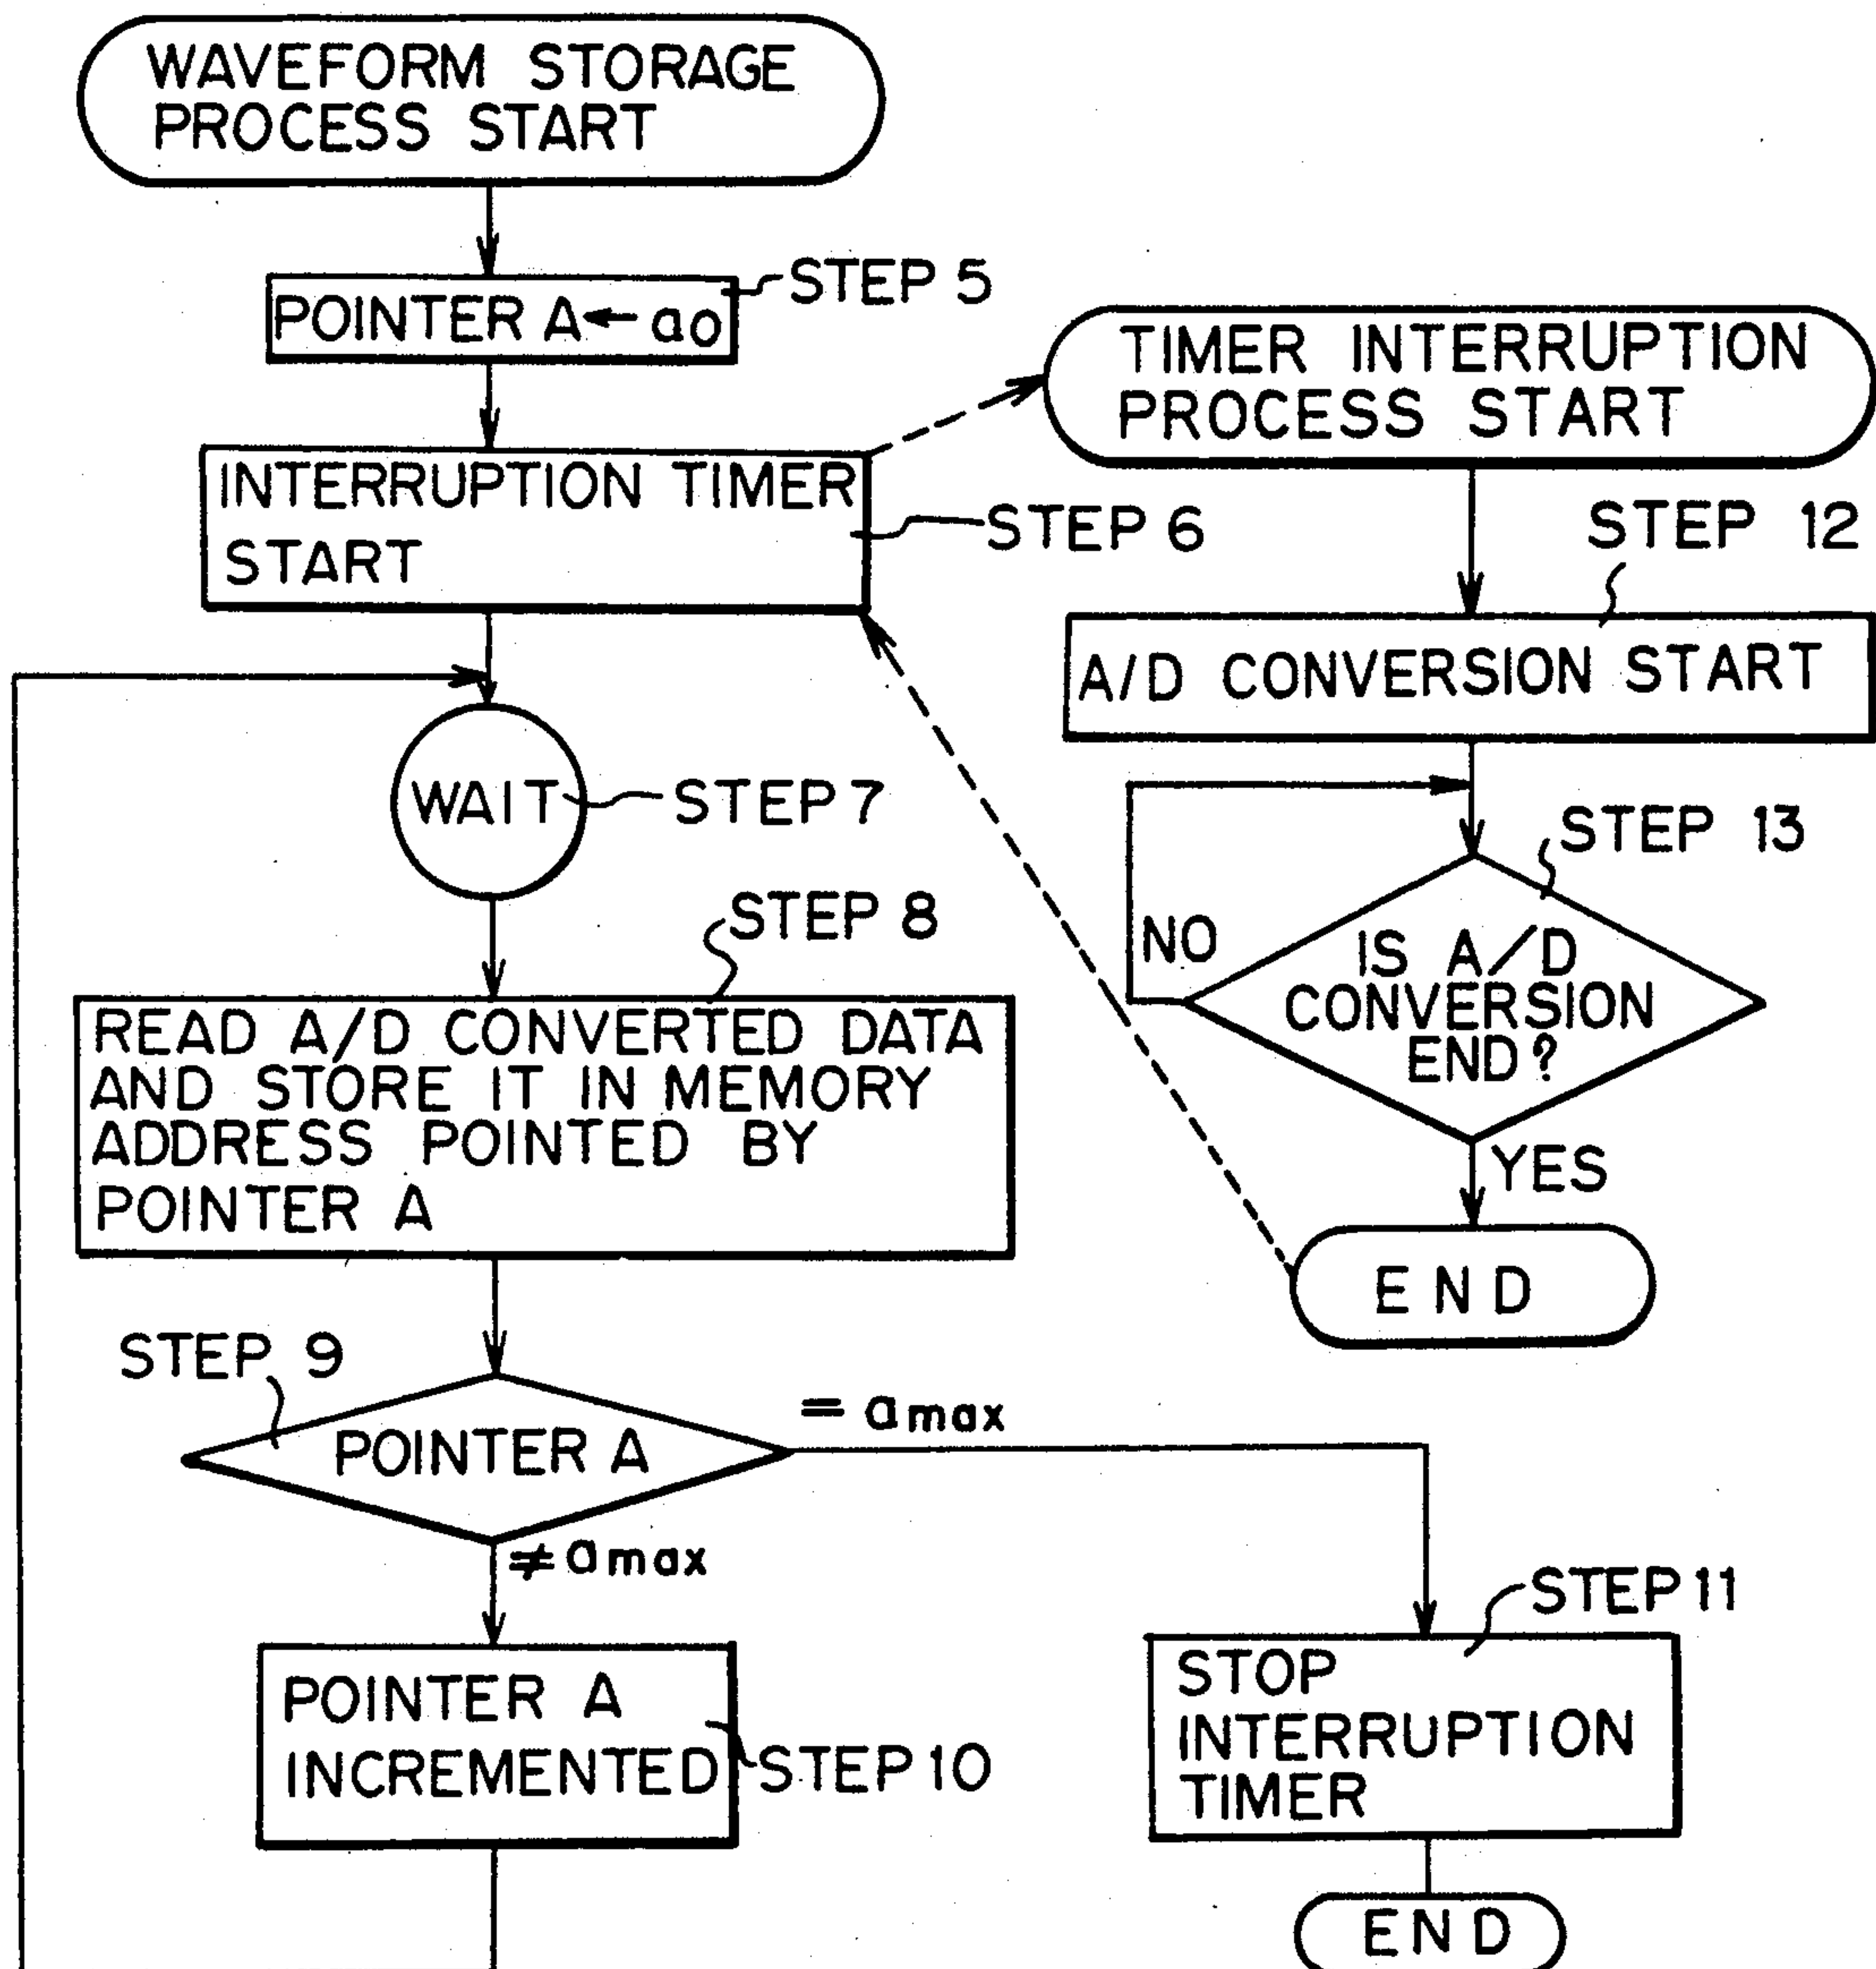 WAVEFORM STORAGE
PROCESS START
STEP 5
POINTER A ← a0
TIMER INTERRUPTION
PROCESS START
INTERRUPTION TIMER
START
STEP 6
STEP 12
A/D CONVERSION START
WAIT
STEP 7
STEP 13
STEP 8
NO
IS A/D
CONVERSION
END?
READ A/D CONVERTED DATA
AND STORE IT IN MEMORY
ADDRESS POINTED BY
POINTER A
YES
END
STEP 9
POINTER A
= amax
≠ amax
STEP 11
POINTER A
INCREMENTED
STEP 10
STOP
INTERRUPTION
TIMER
END